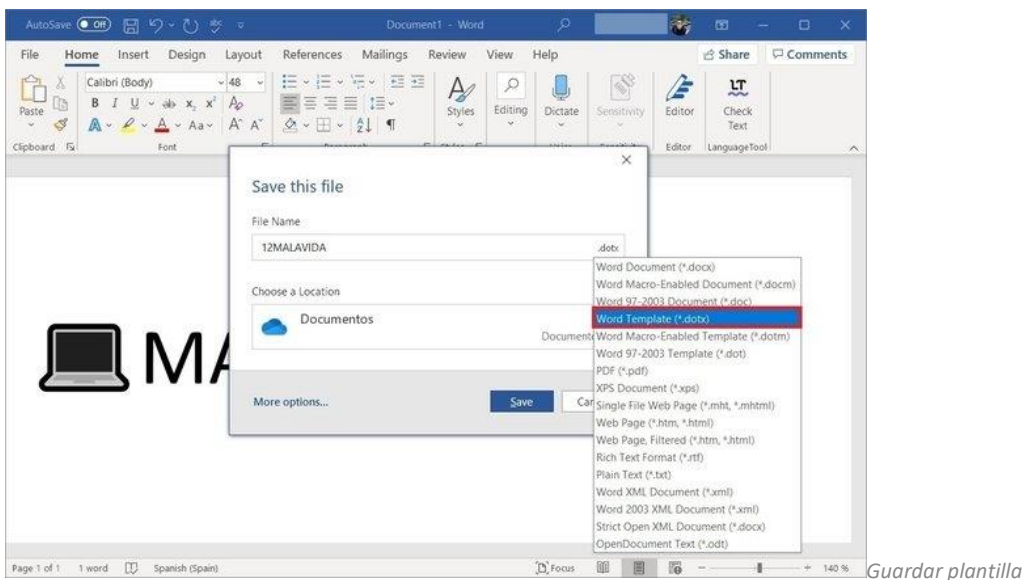 AutoSave Off Document1 - Word
File Home Insert Design Layout References Mailings Review View Help Share Comments
Calibri (Body) 48
Paste B I U ab x₂ x² A Styles Editing Dictate Sensitivity Editor Check Text
A A Aa A^ A˅
Clipboard Font Editor LanguageTool
Save this file
File Name
12MALAVIDA .dotx
Choose a Location
Documentos
More options... Save
Word Document (*.docx)
Word Macro-Enabled Document (*.docm)
Word 97-2003 Document (*.doc)
Word Template (*.dotx)
Word Macro-Enabled Template (*.dotm)
Word 97-2003 Template (*.dot)
PDF (*.pdf)
XPS Document (*.xps)
Single File Web Page (*.mht, *.mhtml)
Web Page (*.htm, *.html)
Web Page, Filtered (*.htm, *.html)
Rich Text Format (*.rtf)
Plain Text (*.txt)
Word XML Document (*.xml)
Word 2003 XML Document (*.xml)
Strict Open XML Document (*.docx)
OpenDocument Text (*.odt)
Page 1 of 1 1 word Spanish (Spain) Focus 140 %
Guardar plantilla